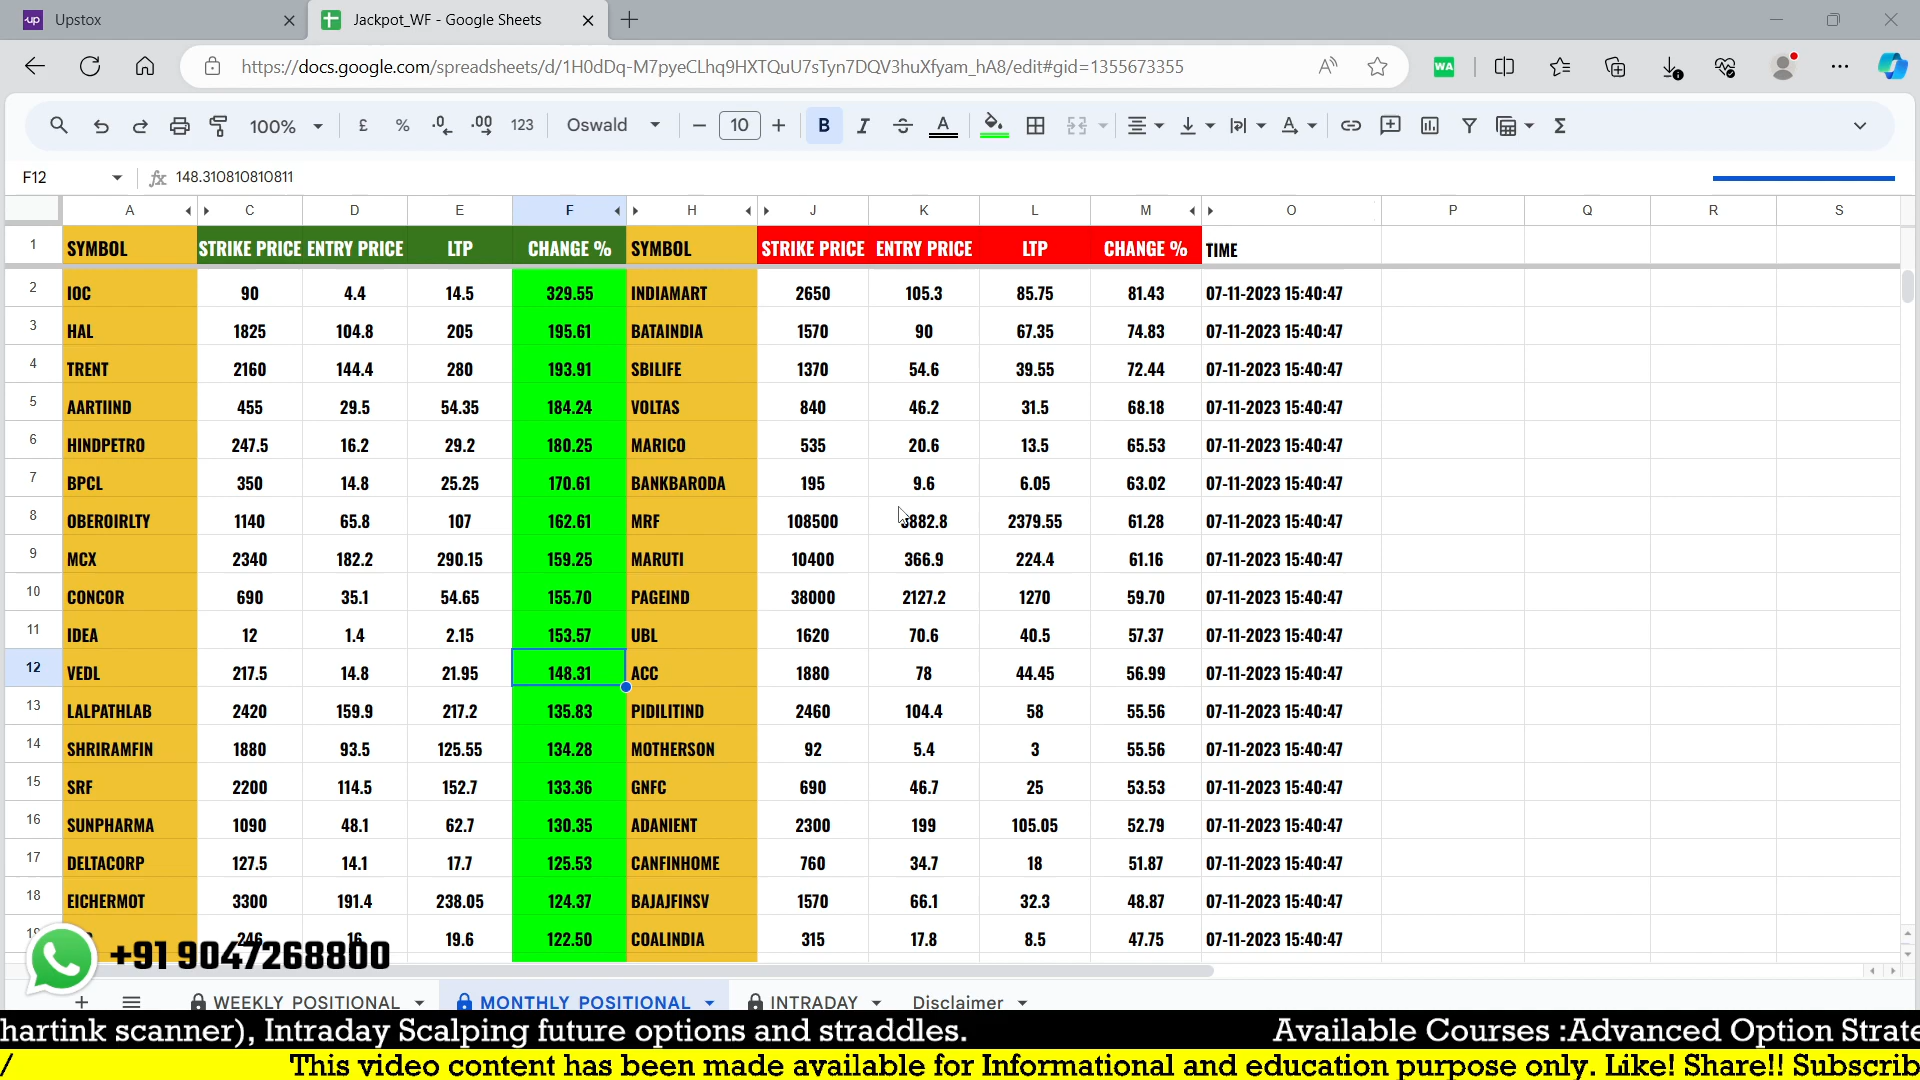 Upstox
Jackpot_WF - Google Sheets
https://docs.google.com/spreadsheets/d/1H0dDq-M7pyeCLhq9HXTQuU7sTyn7DQV3huXfyam_hA8/edit#gid=1355673355
100% £ % .0 .00 123 Oswald 10 B I A
F12 fx 148.310810810811
A C D E F H J K L M O P Q R S
1 SYMBOL STRIKE PRICE ENTRY PRICE LTP CHANGE % SYMBOL STRIKE PRICE ENTRY PRICE LTP CHANGE % TIME
2 IOC 90 4.4 14.5 329.55 INDIAMART 2650 105.3 85.75 81.43 07-11-2023 15:40:47
3 HAL 1825 104.8 205 195.61 BATAINDIA 1570 90 67.35 74.83 07-11-2023 15:40:47
4 TRENT 2160 144.4 280 193.91 SBILIFE 1370 54.6 39.55 72.44 07-11-2023 15:40:47
5 AARTIIND 455 29.5 54.35 184.24 VOLTAS 840 46.2 31.5 68.18 07-11-2023 15:40:47
6 HINDPETRO 247.5 16.2 29.2 180.25 MARICO 535 20.6 13.5 65.53 07-11-2023 15:40:47
7 BPCL 350 14.8 25.25 170.61 BANKBARODA 195 9.6 6.05 63.02 07-11-2023 15:40:47
8 OBEROIRLTY 1140 65.8 107 162.61 MRF 108500 2379.55 61.28 07-11-2023 15:40:47
9 MCX 2340 182.2 290.15 159.25 MARUTI 10400 366.9 224.4 61.16 07-11-2023 15:40:47
10 CONCOR 690 35.1 54.65 155.70 PAGEIND 38000 2127.2 1270 59.70 07-11-2023 15:40:47
11 IDEA 12 1.4 2.15 153.57 UBL 1620 70.6 40.5 57.37 07-11-2023 15:40:47
12 VEDL 217.5 14.8 21.95 148.31 ACC 1880 78 44.45 56.99 07-11-2023 15:40:47
13 LALPATHLAB 2420 159.9 217.2 135.83 PIDILITIND 2460 104.4 58 55.56 07-11-2023 15:40:47
14 SHRIRAMFIN 1880 93.5 125.55 134.28 MOTHERSON 92 5.4 3 55.56 07-11-2023 15:40:47
15 SRF 2200 114.5 152.7 133.36 GNFC 690 46.7 25 53.53 07-11-2023 15:40:47
16 SUNPHARMA 1090 48.1 62.7 130.35 ADANIENT 2300 199 105.05 52.79 07-11-2023 15:40:47
17 DELTACORP 127.5 14.1 17.7 125.53 CANFINHOME 760 34.7 18 51.87 07-11-2023 15:40:47
18 EICHERMOT 3300 191.4 238.05 124.37 BAJAJFINSV 1570 66.1 32.3 48.87 07-11-2023 15:40:47
246 16 19.6 122.50 COALINDIA 315 17.8 8.5 47.75 07-11-2023 15:40:47
+91 9047268800
WEEKLY POSITIONAL MONTHLY POSITIONAL INTRADAY Disclaimer
hartink scanner), Intraday Scalping future options and straddles. Available Courses :Advanced Option Strate
/ This video content has been made available for Informational and education purpose only. Like! Share!! Subscrib